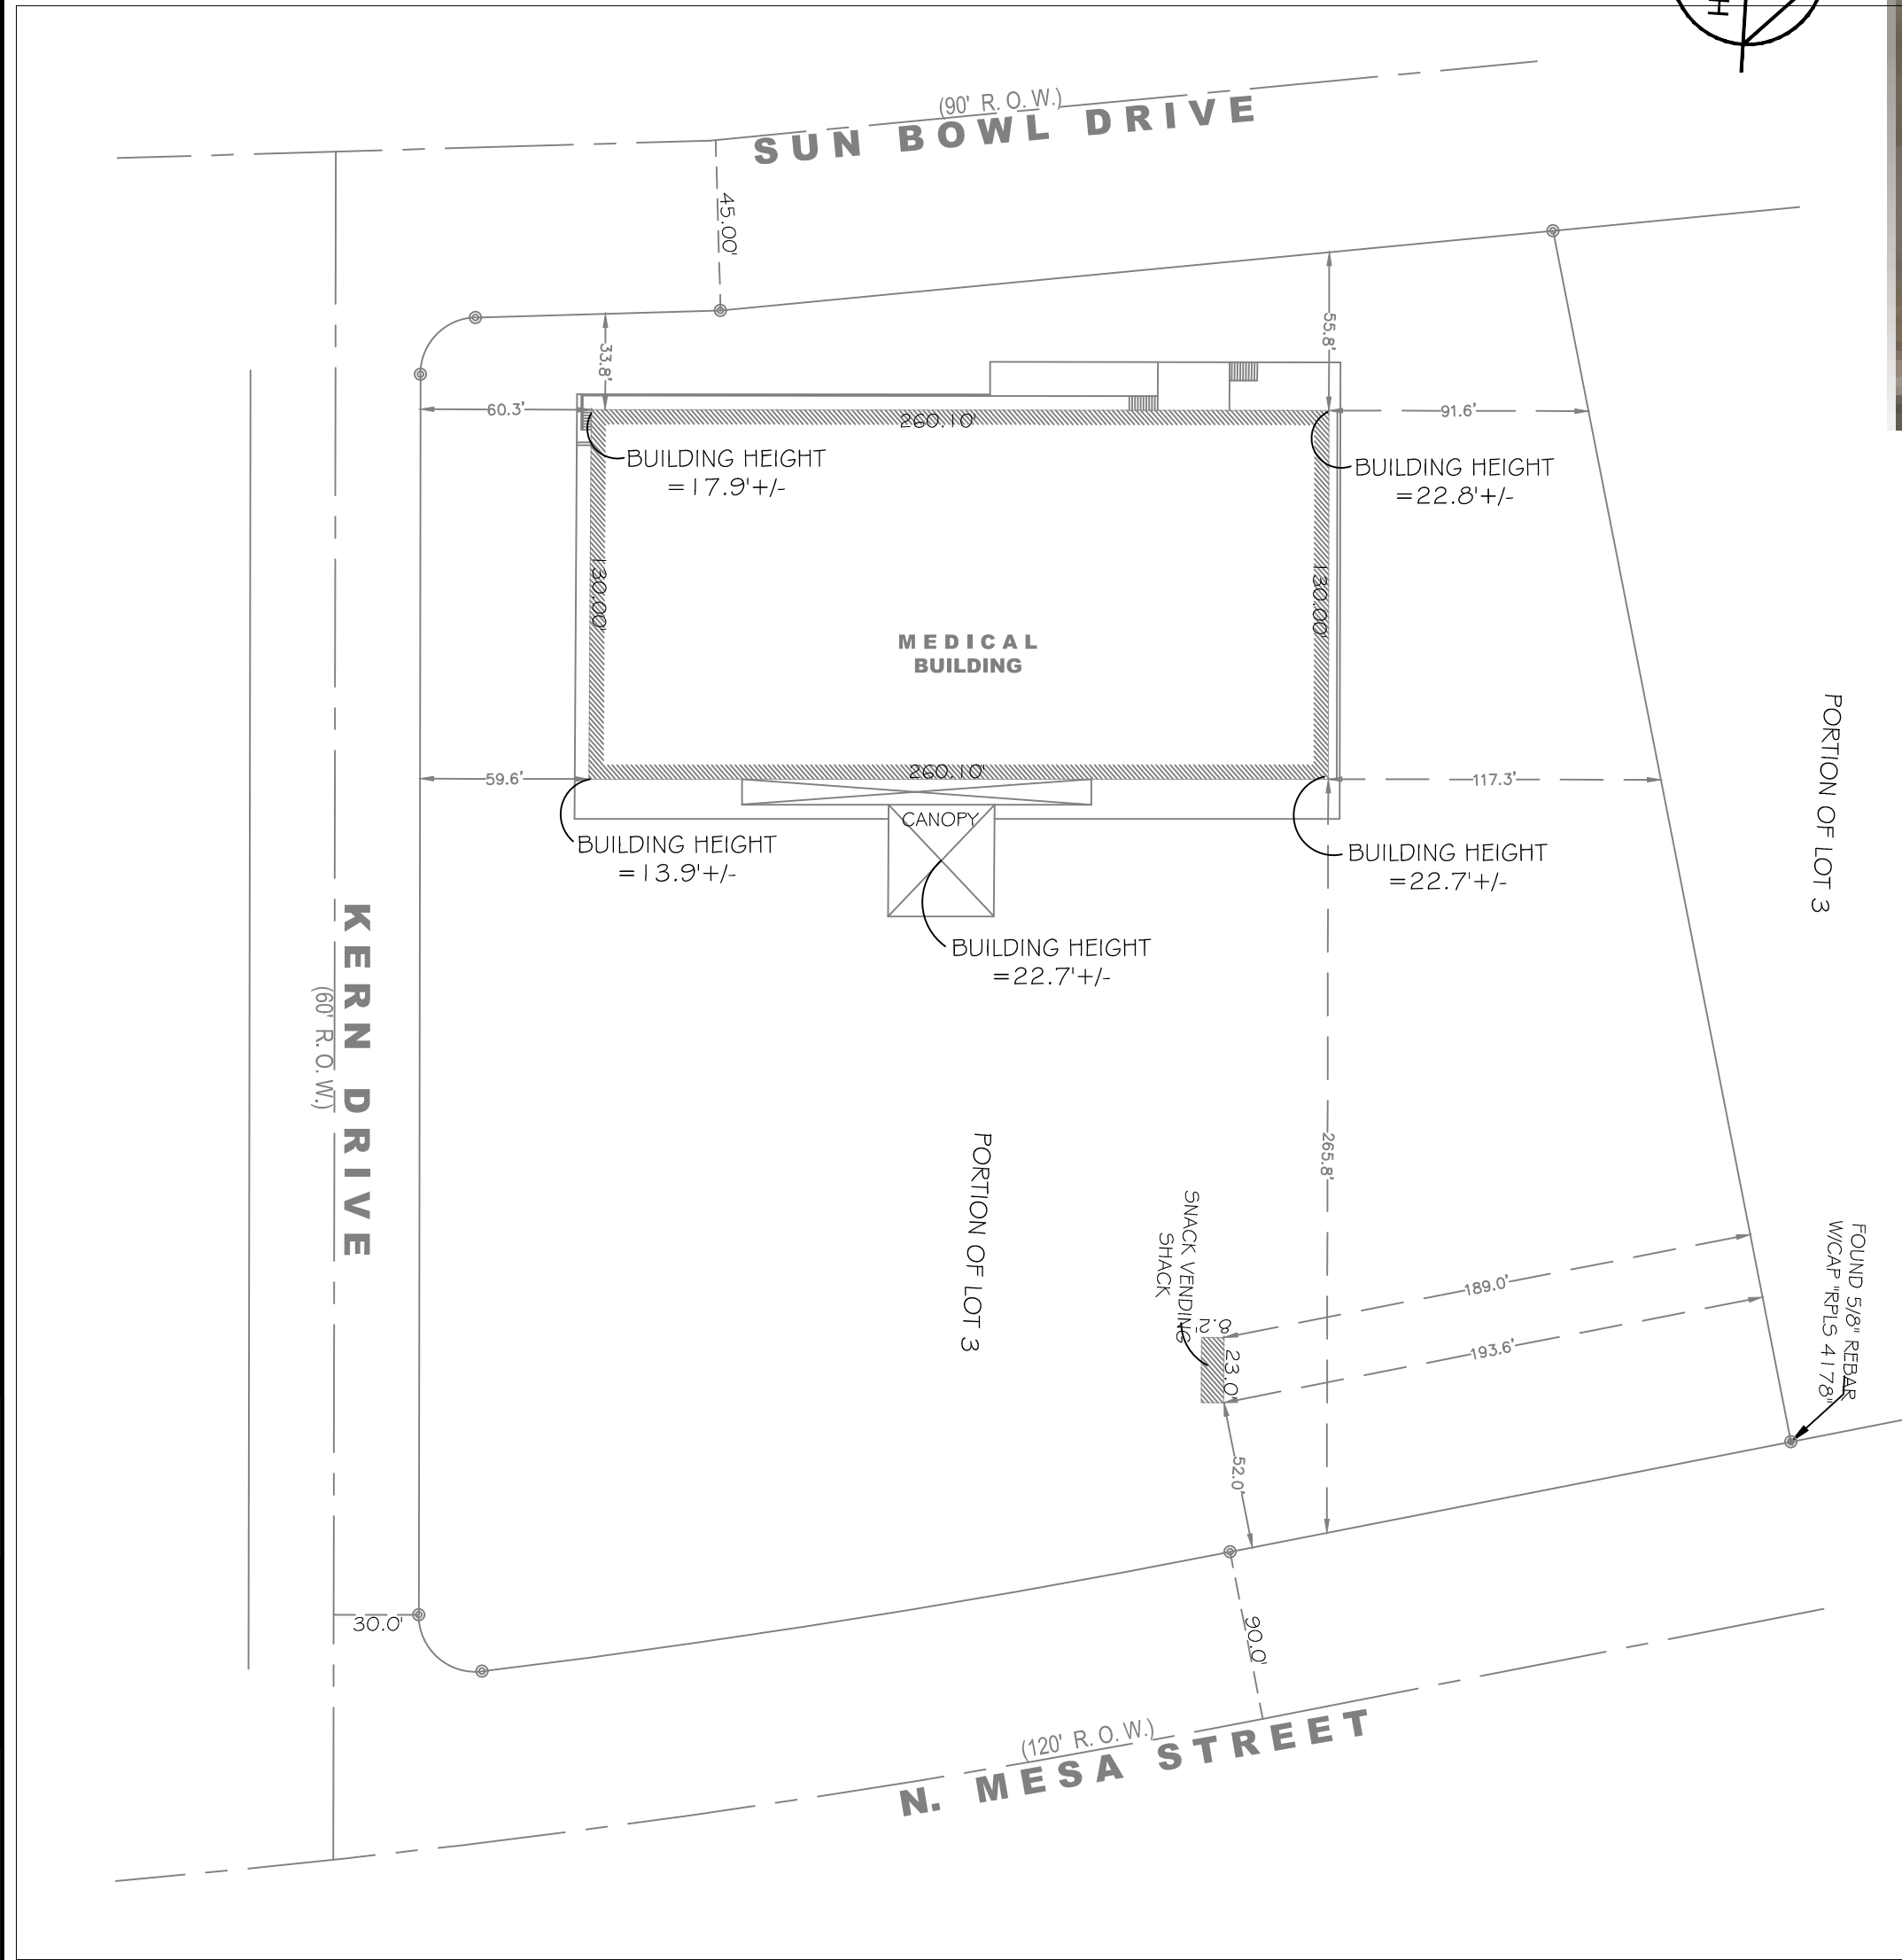 H
(90' R.O.W.)
SUN BOWL DRIVE
45.00'
33.8'
55.8'
60.3'
260.10'
91.6'
BUILDING HEIGHT
=17.9'+/-
BUILDING HEIGHT
=22.8'+/-
130.00'
130.00'
MEDICAL
BUILDING
PORTION OF LOT 3
59.6'
260.10'
117.3'
CANOPY
BUILDING HEIGHT
=13.9'+/-
BUILDING HEIGHT
=22.7'+/-
BUILDING HEIGHT
=22.7'+/-
KERN DRIVE
(60' R.O.W.)
265.8'
PORTION OF LOT 3
SNACK VENDING
SHACK
8.2'
23.0'
189.0'
193.6'
FOUND 5/8" REBAR
W/CAP "RPLS 4178"
52.0'
30.0'
90.0'
(120' R.O.W.)
N. MESA STREET